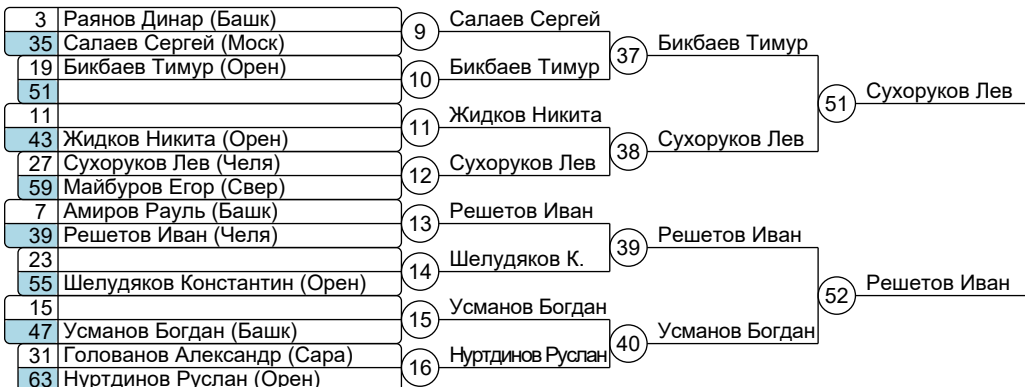 3 Раянов Динар (Башк)
35 Салаев Сергей (Моск)
19 Бикбаев Тимур (Орен)
51
11
43 Жидков Никита (Орен)
27 Сухоруков Лев (Челя)
59 Майбуров Егор (Свер)
7 Амиров Рауль (Башк)
39 Решетов Иван (Челя)
23
55 Шелудяков Константин (Орен)
15
47 Усманов Богдан (Башк)
31 Голованов Александр (Сара)
63 Нуртдинов Руслан (Орен)
9 Салаев Сергей
10 Бикбаев Тимур
11 Жидков Никита
12 Сухоруков Лев
13 Решетов Иван
14 Шелудяков К.
15 Усманов Богдан
16 Нуртдинов Руслан
37 Бикбаев Тимур
38 Сухоруков Лев
39 Решетов Иван
40 Усманов Богдан
51 Сухоруков Лев
52 Решетов Иван